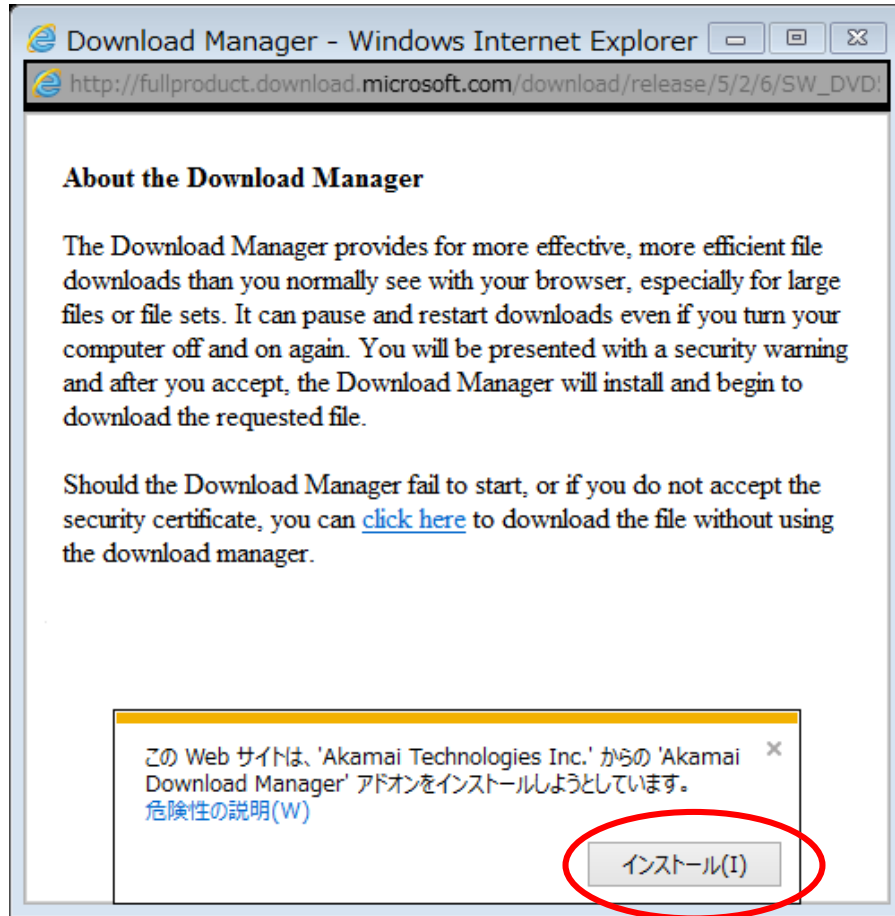 Download Manager - Windows Internet Explorer
http://fullproduct.download.microsoft.com/download/release/5/2/6/SW_DVD
About the Download Manager
The Download Manager provides for more effective, more efficient file
downloads than you normally see with your browser, especially for large
files or file sets. It can pause and restart downloads even if you turn your
computer off and on again. You will be presented with a security warning
and after you accept, the Download Manager will install and begin to
download the requested file.
Should the Download Manager fail to start, or if you do not accept the
security certificate, you can click here to download the file without using
the download manager.
この Web サイトは、'Akamai Technologies Inc.' からの 'Akamai
Download Manager' アドオンをインストールしようとしています。
危険性の説明(W)
インストール(I)